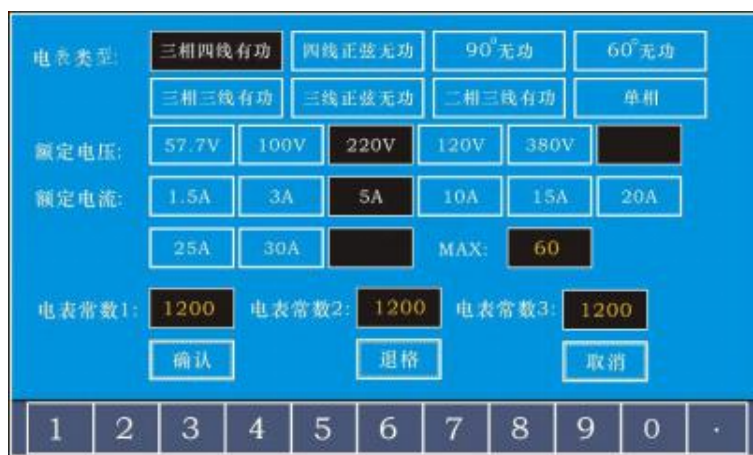 电表类型: 三相四线有功 四线正弦无功 90°无功 60°无功
三相三线有功 三线正弦无功 二相三线有功 单相
额定电压: 57.7V 100V 220V 120V 380V
额定电流: 1.5A 3A 5A 10A 15A 20A
25A 30A MAX: 60
电表常数1: 1200 电表常数2: 1200 电表常数3: 1200
确认 退格 取消
1 2 3 4 5 6 7 8 9 0 ·